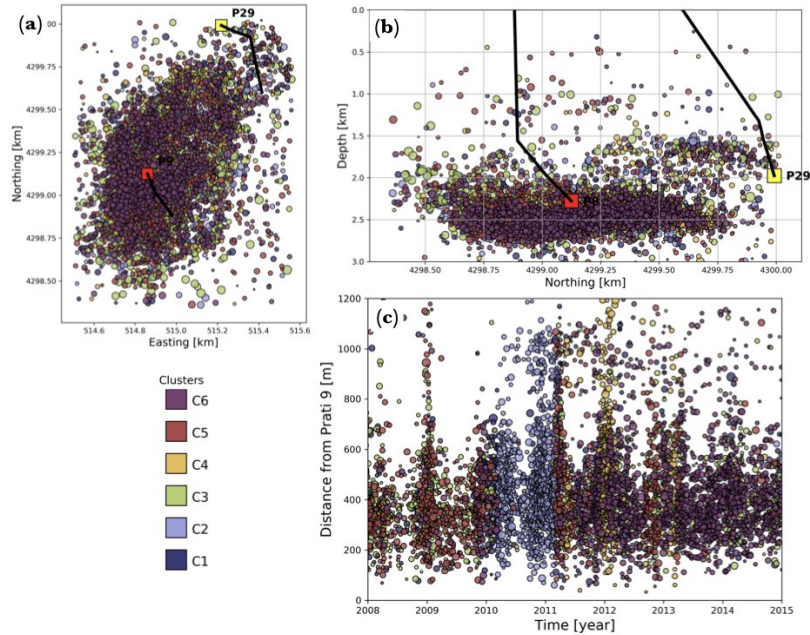 (a)
P29
00
4299.75
4299.50
4299.25
4299.00
4298.75
4298.50
P9
Northing [km]
514.6 514.8 515.0 515.2 515.4 515.6
Easting [km]
(b)
0.0
0.5
1.0
1.5
2.0
2.5
3.0
Depth [km]
P29
P9
4298.50 4298.75 4299.00 4299.25 4299.50 4299.75 4300.00
Northing [km]
Clusters
C6
C5
C4
C3
C2
C1
(c)
1200
1000
800
600
400
200
0
Distance from Prati 9 [m]
2008 2009 2010 2011 2012 2013 2014 2015
Time [year]